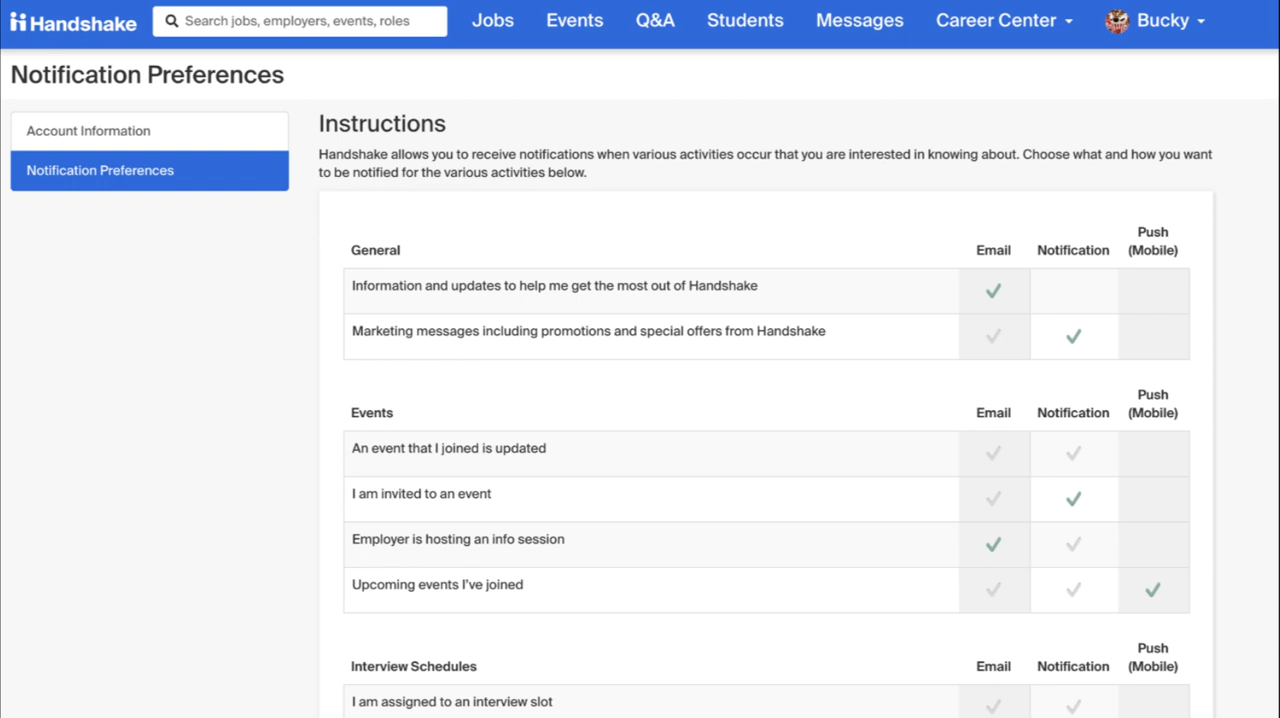 Handshake
Search jobs, employers, events, roles
Jobs
Events
Q&A
Students
Messages
Career Center
Bucky
Notification Preferences
Account Information
Notification Preferences
Instructions
Handshake allows you to receive notifications when various activities occur that you are interested in knowing about. Choose what and how you want
to be notified for the various activities below.
General
Email
Notification
Push
(Mobile)
Information and updates to help me get the most out of Handshake
Marketing messages including promotions and special offers from Handshake
Events
Email
Notification
Push
(Mobile)
An event that I joined is updated
I am invited to an event
Employer is hosting an info session
Upcoming events I've joined
Interview Schedules
Email
Notification
Push
(Mobile)
I am assigned to an interview slot